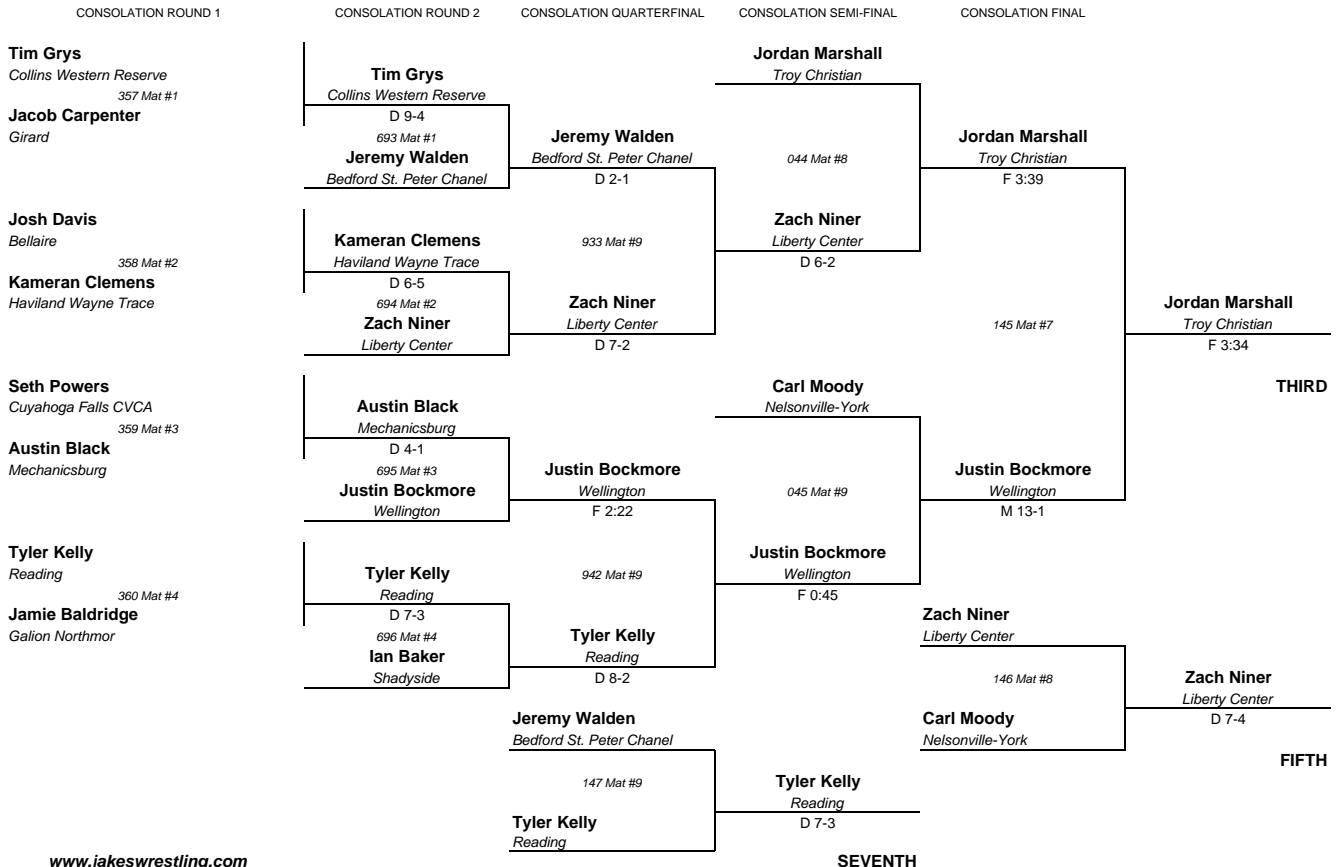 CONSOLATION ROUND 1
CONSOLATION ROUND 2
CONSOLATION QUARTERFINAL
CONSOLATION SEMI-FINAL
CONSOLATION FINAL
Tim Grys
Collins Western Reserve
357 Mat #1
Jacob Carpenter
Girard
Josh Davis
Bellaire
358 Mat #2
Kameran Clemens
Haviland Wayne Trace
Seth Powers
Cuyahoga Falls CVCA
359 Mat #3
Austin Black
Mechanicsburg
Tyler Kelly
Reading
360 Mat #4
Jamie Baldridge
Galion Northmor
Tim Grys
Collins Western Reserve
D 9-4
693 Mat #1
Jeremy Walden
Bedford St. Peter Chanel
Kameran Clemens
Haviland Wayne Trace
D 6-5
694 Mat #2
Zach Niner
Liberty Center
Austin Black
Mechanicsburg
D 4-1
695 Mat #3
Justin Bockmore
Wellington
Tyler Kelly
Reading
D 7-3
696 Mat #4
Ian Baker
Shadyside
Jeremy Walden
Bedford St. Peter Chanel
D 2-1
933 Mat #9
Zach Niner
Liberty Center
D 7-2
Justin Bockmore
Wellington
F 2:22
942 Mat #9
Tyler Kelly
Reading
D 8-2
Jeremy Walden
Bedford St. Peter Chanel
147 Mat #9
Tyler Kelly
Reading
Jordan Marshall
Troy Christian
044 Mat #8
Zach Niner
Liberty Center
D 6-2
Carl Moody
Nelsonville-York
045 Mat #9
Justin Bockmore
Wellington
F 0:45
Tyler Kelly
Reading
D 7-3
SEVENTH
Jordan Marshall
Troy Christian
F 3:39
145 Mat #7
Justin Bockmore
Wellington
M 13-1
Zach Niner
Liberty Center
146 Mat #8
Carl Moody
Nelsonville-York
Jordan Marshall
Troy Christian
F 3:34
THIRD
Zach Niner
Liberty Center
D 7-4
FIFTH
www.jakeswrestling.com